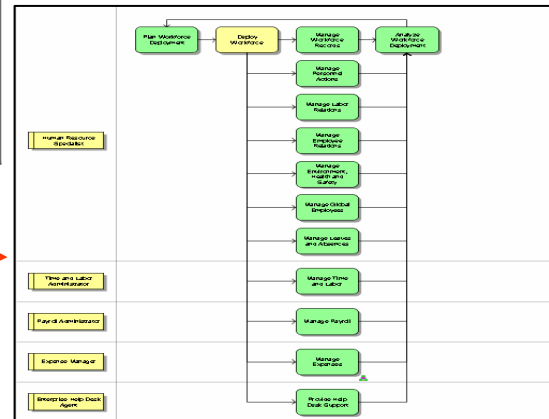 Plan Workforce
Deployment
Deploy
Workforce
Manage
Workforce
Records
Analyze
Workforce
Deployment
Manage
Personnel
Actions
Manage Labor
Relations
Human Resource
Specialist
Manage
Employee
Relations
Manage
Environment,
Health and
Safety
Manage Global
Employees
Manage Leaves
and Absences
Time and Labor
Administrator
Manage Time
and Labor
Payroll Administrator
Manage Payroll
Expense Manager
Manage
Expenses
Enterprise Help Desk
Agent
Provide Help
Desk Support